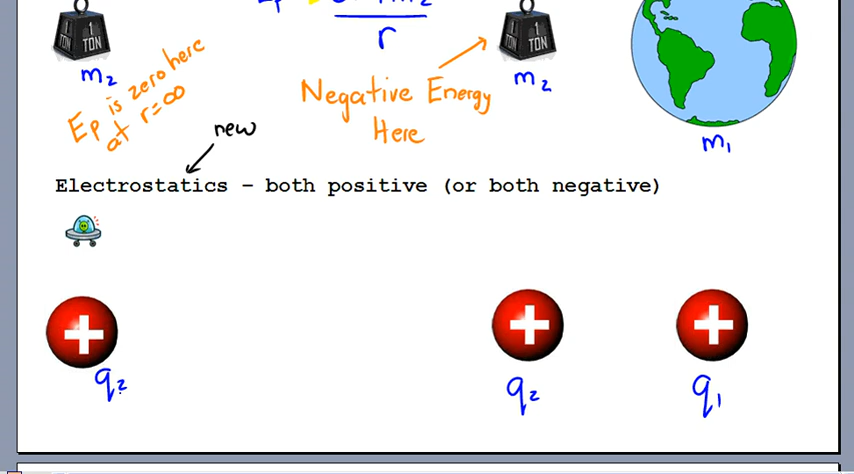 1 TON
1 TON
r
m₂
m₂
Ep is zero here
at r=∞
Negative Energy
Here
m₁
new
Electrostatics – both positive (or both negative)
q₂
q₂
q₁